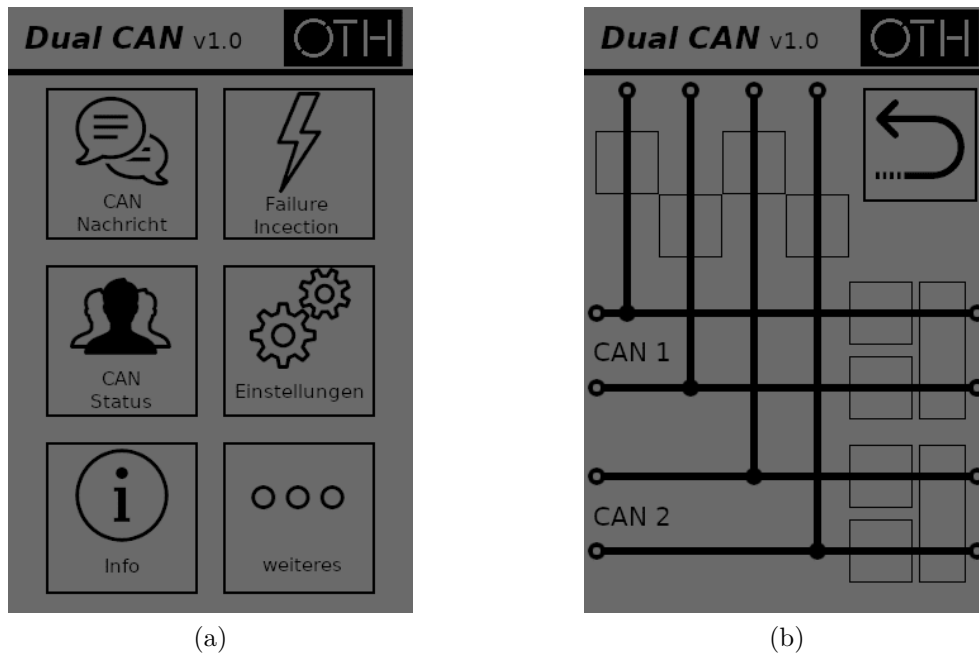 Dual CAN v1.0 OTH
CAN
Nachricht
Failure
Incection
CAN
Status
Einstellungen
i
Info
weiteres
(a)
Dual CAN v1.0 OTH
CAN 1
CAN 2
(b)